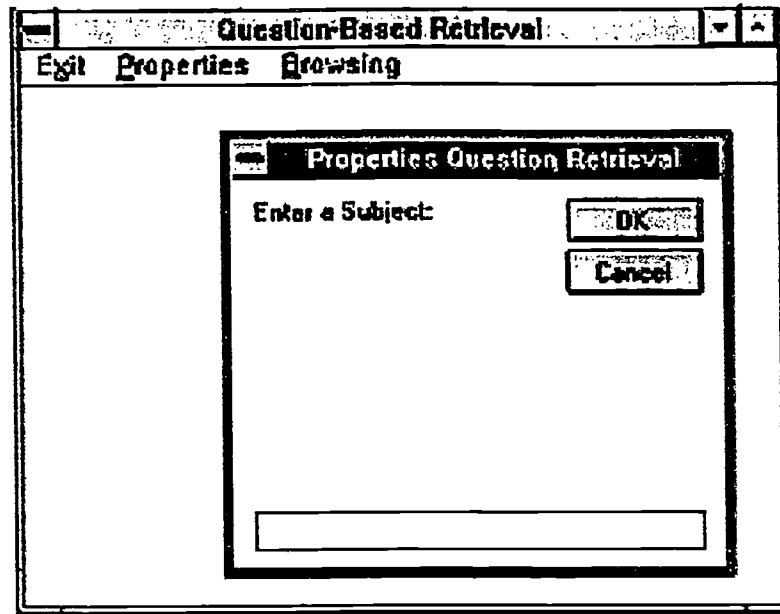 Question-Based Retrieval
Exit Properties Browsing
Properties Question Retrieval
Enter a Subject:
OK
Cancel